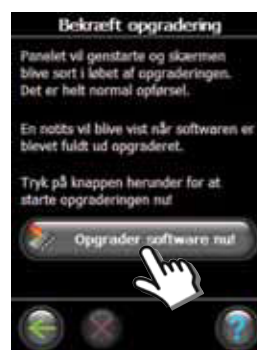 Bekræft opgradering
Panelet vil genstarte og skærmen
blive sort i løbet af opgraderingen.
Det er helt normal opførsel.
En notits vil blive vist når softwaren er
blevet fuldt ud opgraderet.
Tryk på knappen herunder for at
starte opgraderingen nu!
Opgrader software nu!
?